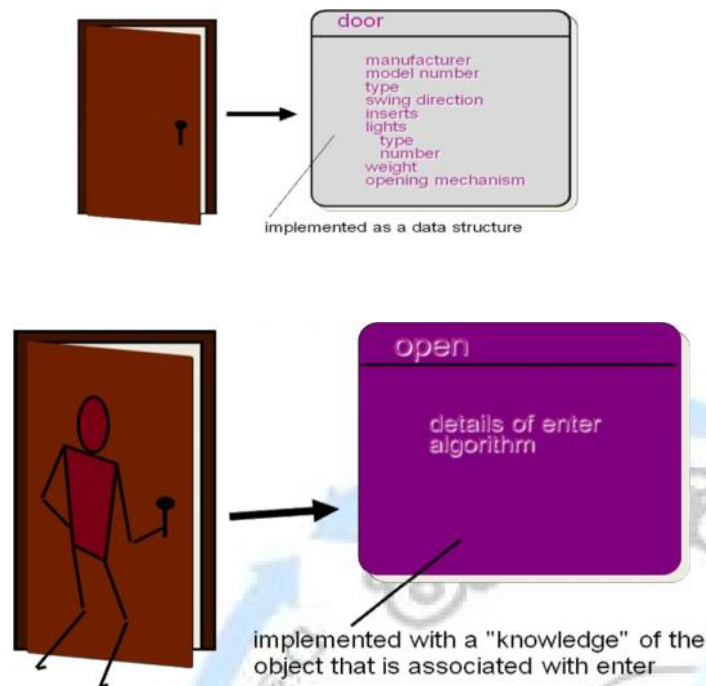 door
manufacturer
model number
type
swing direction
inserts
lights
type
number
weight
opening mechanism
implemented as a data structure
open
details of enter
algorithm
implemented with a "knowledge" of the
object that is associated with enter